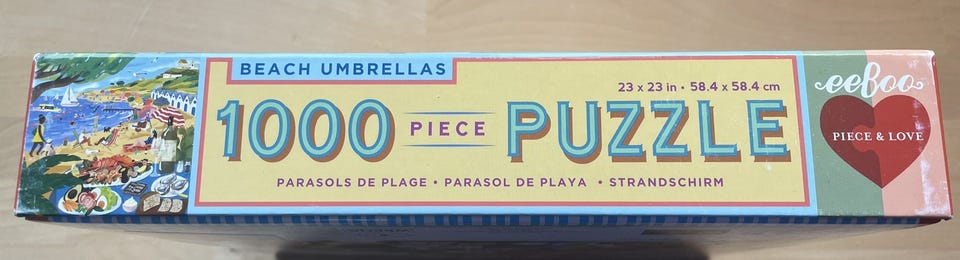 BEACH UMBRELLAS
23 x 23 in • 58.4 x 58.4 cm
1000 PIECE PUZZLE
PARASOLS DE PLAGE • PARASOL DE PLAYA • STRANDSCHIRM
eeBoo
PIECE & LOVE